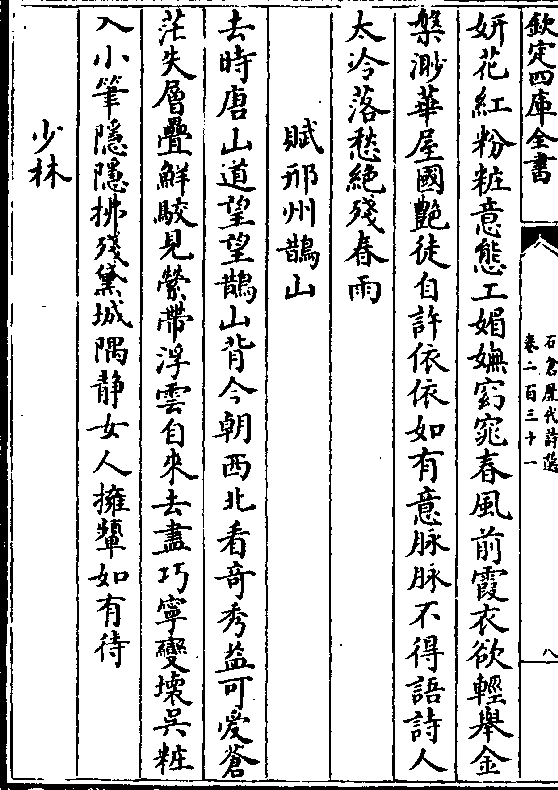 欽定四庫全書
石倉歷代詩選
卷二百三十一
八
妍花紅粉粧意態工媚嫵窈窕春風前霞衣欲輕舉金
槃渺華屋國艷徒自許依依如有意脉脉不得語詩人
太冷落愁絶殘春雨
賦邢州鵲山
去時唐山道望望鵲山背今朝西北看奇秀益可愛蒼
茫失層疊鮮駮見縈帶浮雲自來去盡巧寧變壊吴粧
入小筆隱隱拂殘黛城隅静女人擁顰如有待
少林